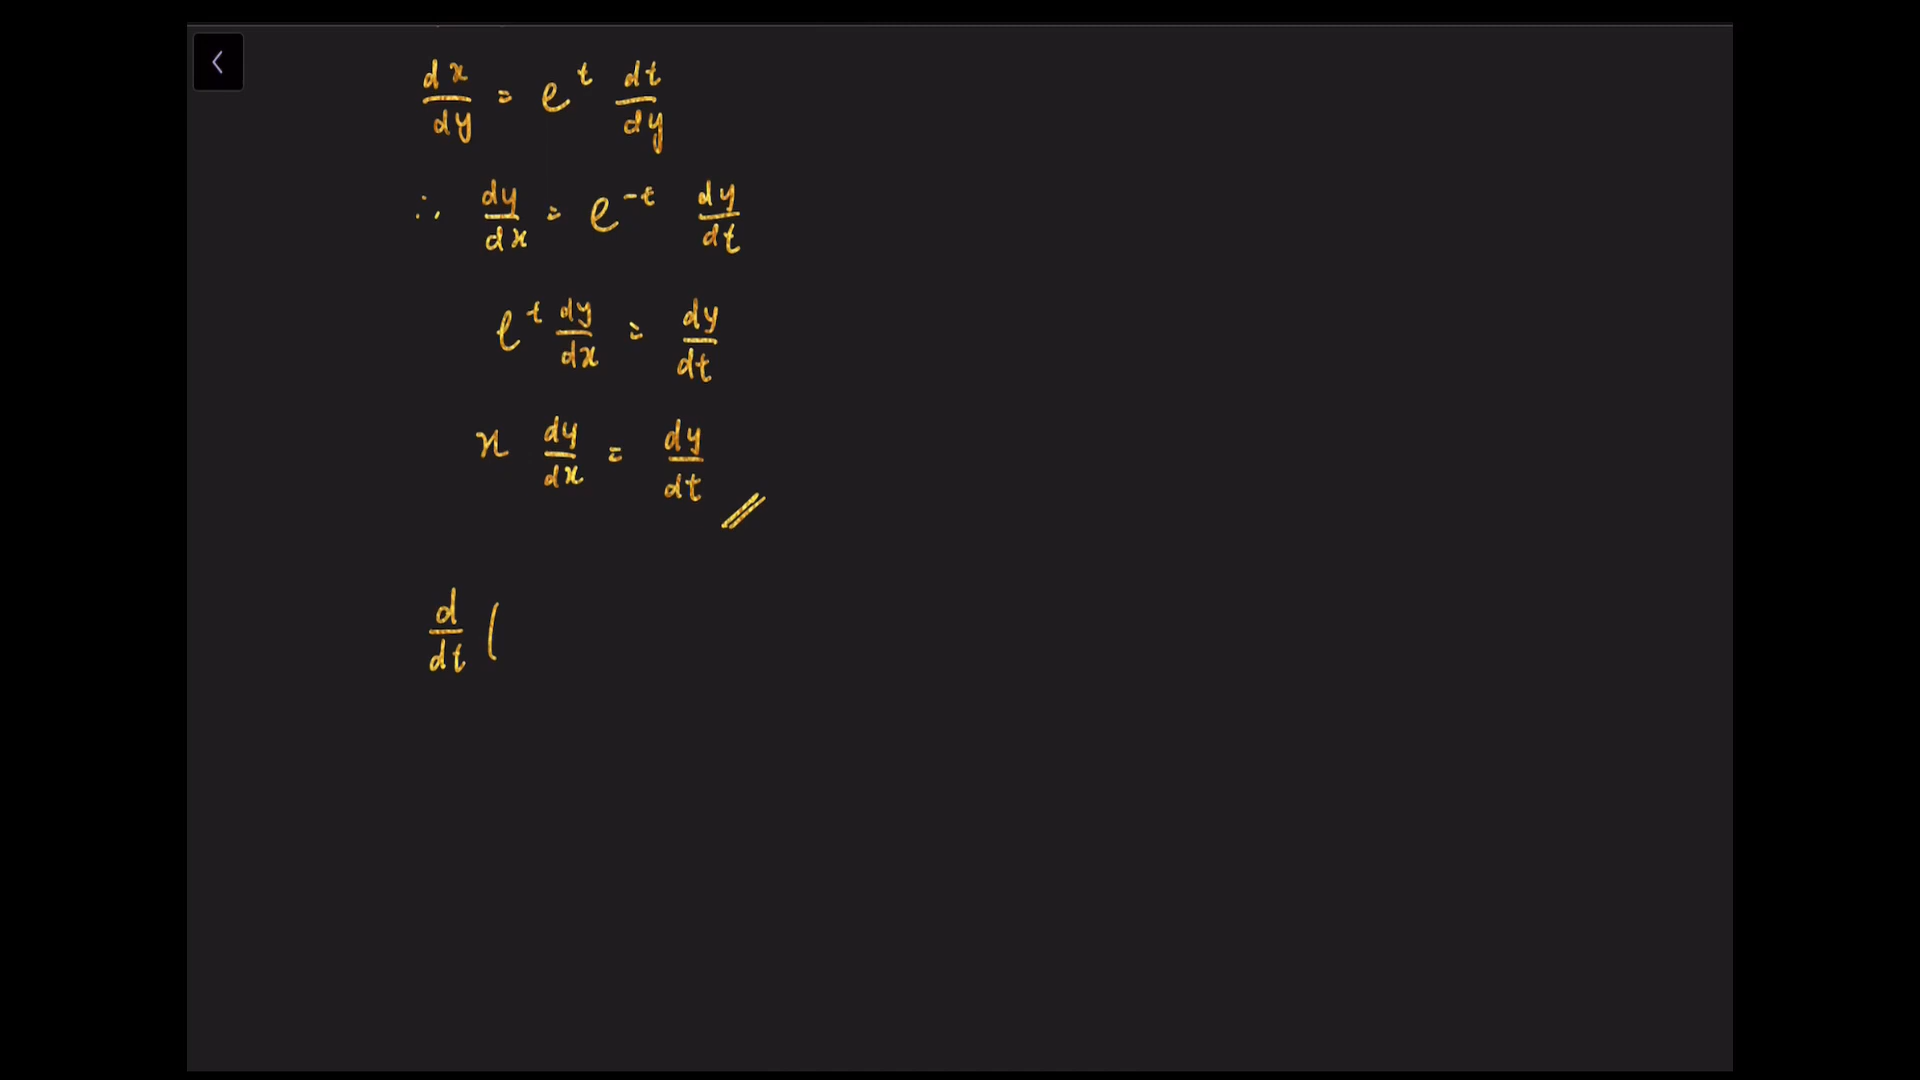 dx/dy = e^t dt/dy
∴ dy/dx = e^-t dy/dt
e^t dy/dx = dy/dt
x dy/dx = dy/dt //
d/dt (